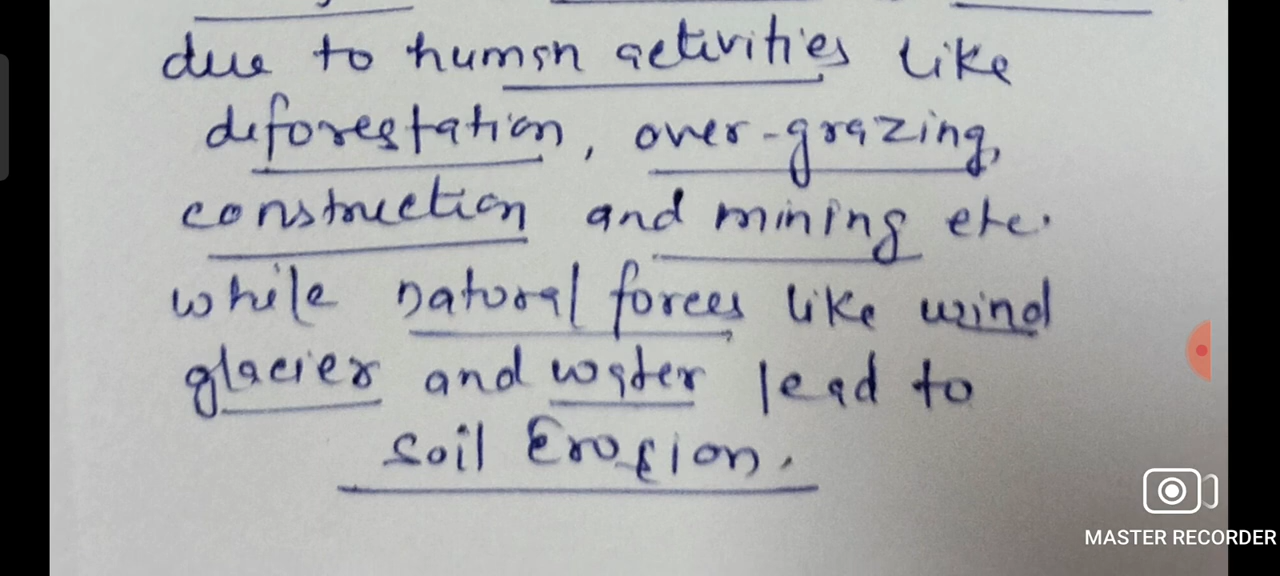 due to human activities like
deforestation, over-grazing,
construction and mining etc.
while natural forces like wind
glacier and water lead to
Soil Erosion.
MASTER RECORDER